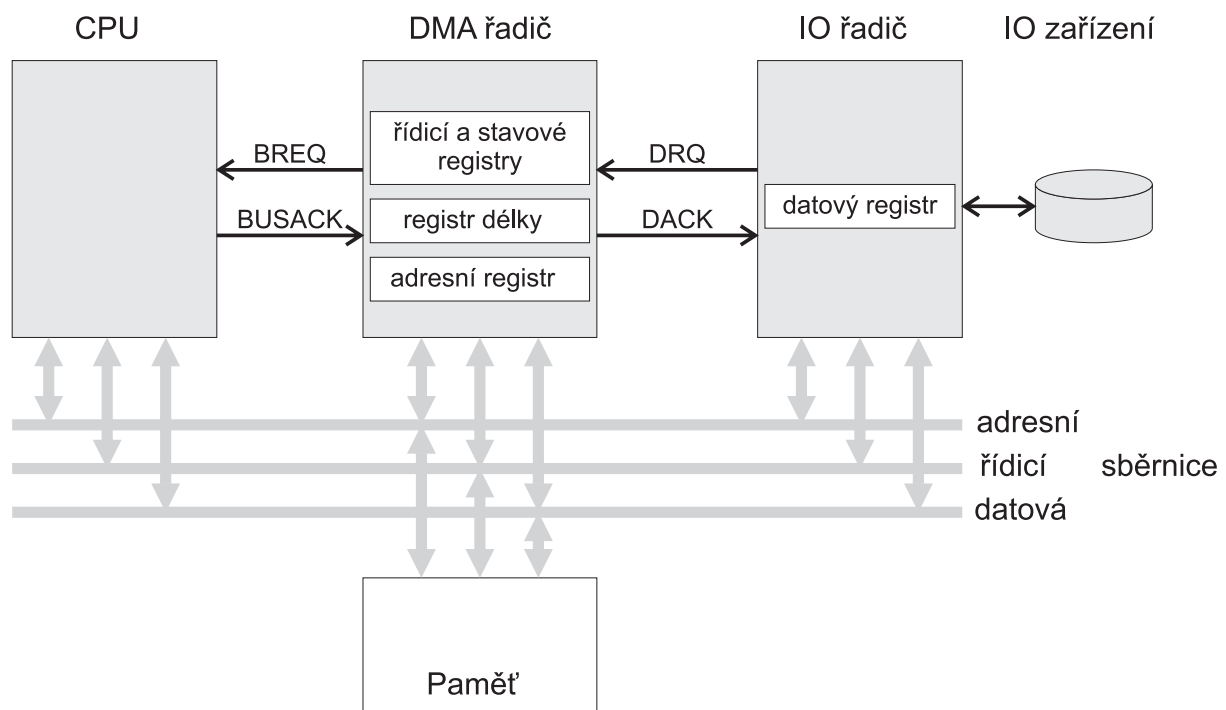 CPU
DMA řadič
IO řadič
IO zařízení
řídicí a stavové
registry
BREQ
DRQ
datový registr
registr délky
BUSACK
DACK
adresní registr
adresní
řídicí sběrnice
datová
Paměť